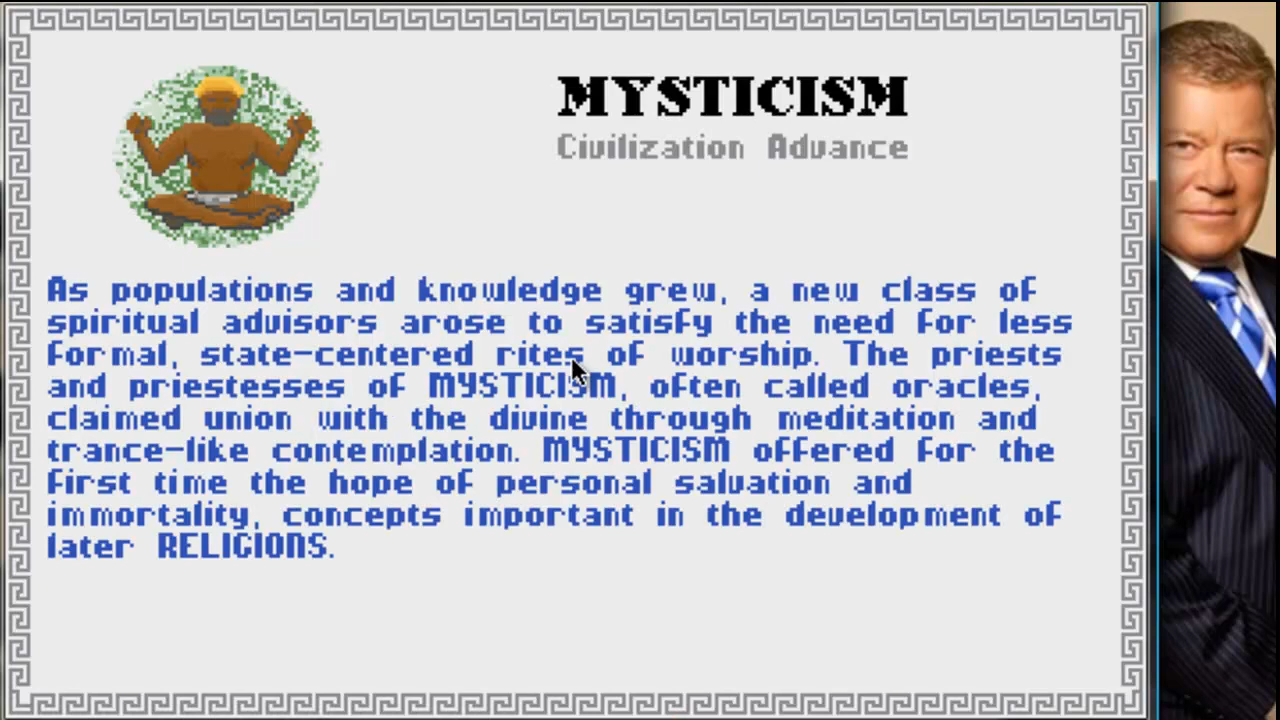 MYSTICISM
Civilization Advance
As populations and knowledge grew, a new class of
spiritual advisors arose to satisfy the need for less
formal, state-centered rites of worship. The priests
and priestesses of MYSTICISM, often called oracles,
claimed union with the divine through meditation and
trance-like contemplation. MYSTICISM offered for the
first time the hope of personal salvation and
immortality, concepts important in the development of
later RELIGIONS.